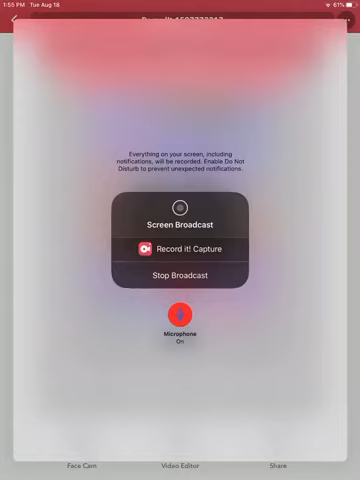 1:55 PM Tue Aug 18
61%
Everything on your screen, including
notifications, will be recorded. Enable Do Not
Disturb to prevent unexpected notifications.
Screen Broadcast
Record it! Capture
Stop Broadcast
Microphone
On
Face Cam
Video Editor
Share